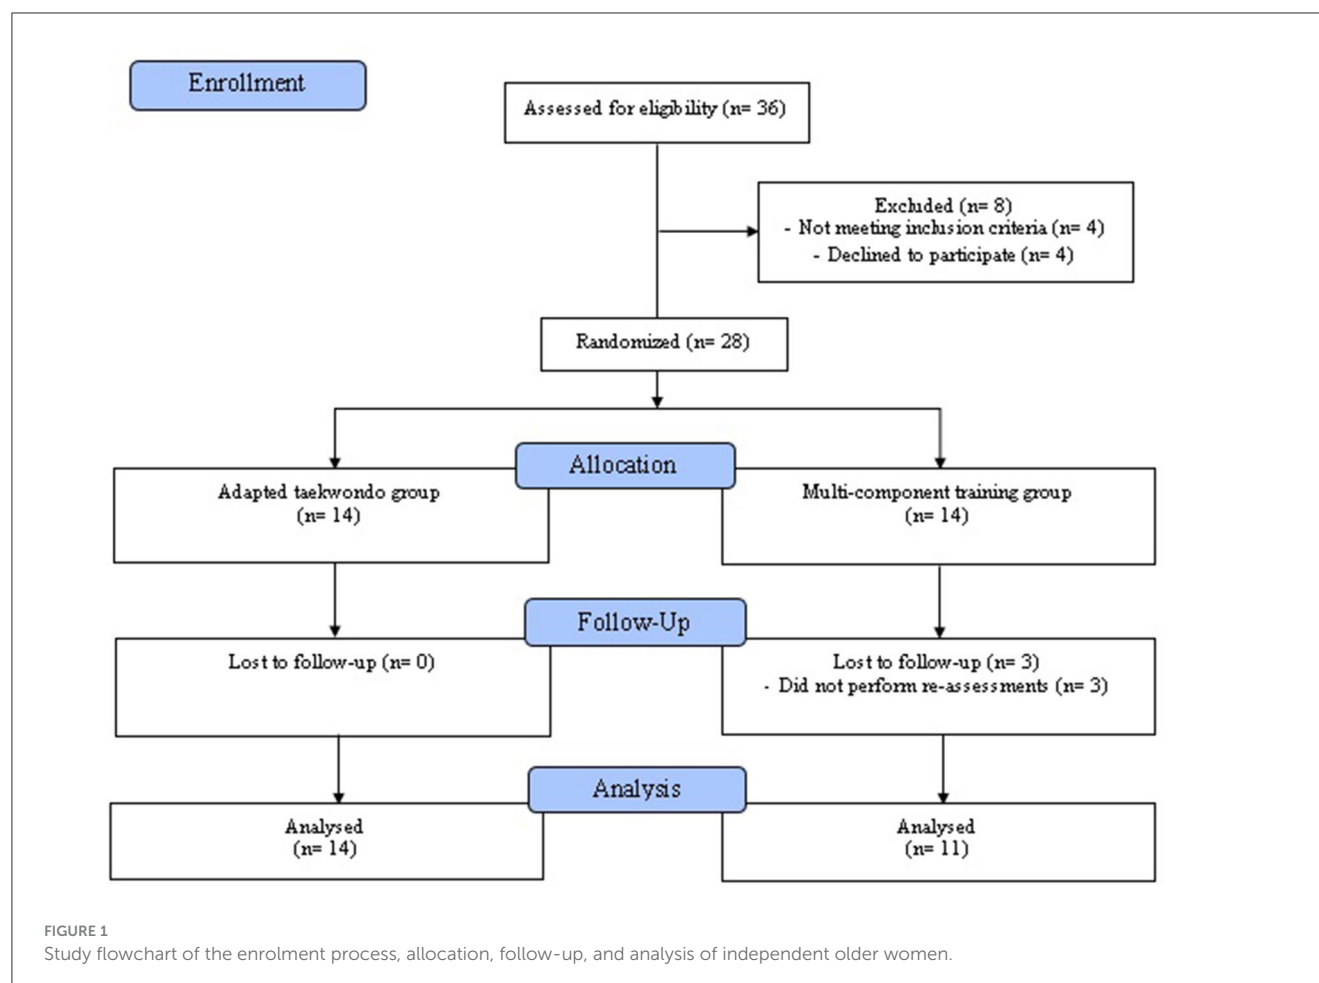 Enrollment
Assessed for eligibility (n= 36)
Excluded (n= 8)
- Not meeting inclusion criteria (n= 4)
- Declined to participate (n= 4)
Randomized (n= 28)
Allocation
Adapted taekwondo group
(n= 14)
Multi-component training group
(n= 14)
Follow-Up
Lost to follow-up (n= 0)
Lost to follow-up (n= 3)
- Did not perform re-assessments (n= 3)
Analysis
Analysed
(n= 14)
Analysed
(n= 11)
FIGURE 1
Study flowchart of the enrolment process, allocation, follow-up, and analysis of independent older women.